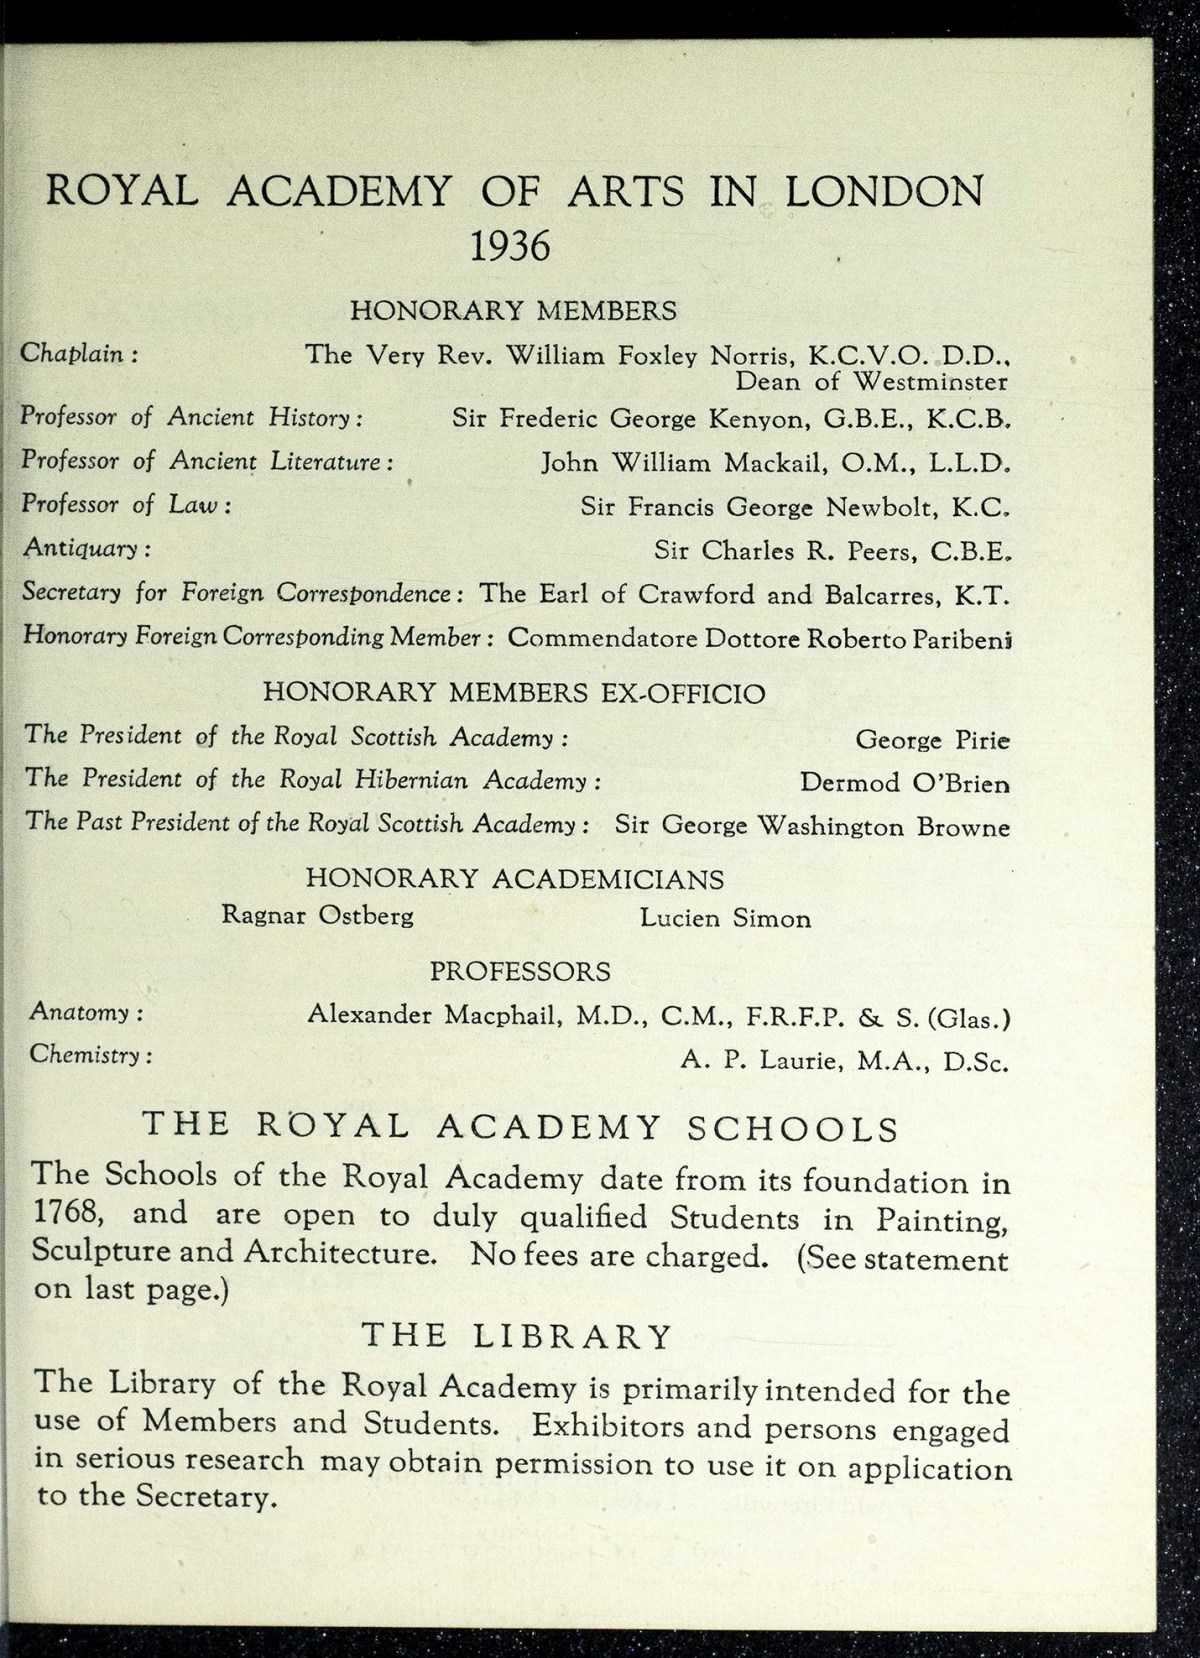 ROYAL ACADEMY OF ARTS IN LONDON
1936
HONORARY MEMBERS
Chaplain : The Very Rev. William Foxley Norris, K.C.V.O. D.D.,
Dean of Westminster
Professor of Ancient History : Sir Frederic George Kenyon, G.B.E., K.C.B.
Professor of Ancient Literature : John William Mackail, O.M., L.L.D.
Professor of Law : Sir Francis George Newbolt, K.C.
Antiquary : Sir Charles R. Peers, C.B.E.
Secretary for Foreign Correspondence : The Earl of Crawford and Balcarres, K.T.
Honorary Foreign Corresponding Member : Commendatore Dottore Roberto Paribeni
HONORARY MEMBERS EX-OFFICIO
The President of the Royal Scottish Academy : George Pirie
The President of the Royal Hibernian Academy : Dermod O'Brien
The Past President of the Royal Scottish Academy : Sir George Washington Browne
HONORARY ACADEMICIANS
Ragnar Ostberg Lucien Simon
PROFESSORS
Anatomy : Alexander Macphail, M.D., C.M., F.R.F.P. & S. (Glas.)
Chemistry : A. P. Laurie, M.A., D.Sc.
THE ROYAL ACADEMY SCHOOLS
The Schools of the Royal Academy date from its foundation in
1768, and are open to duly qualified Students in Painting,
Sculpture and Architecture. No fees are charged. (See statement
on last page.)
THE LIBRARY
The Library of the Royal Academy is primarily intended for the
use of Members and Students. Exhibitors and persons engaged
in serious research may obtain permission to use it on application
to the Secretary.